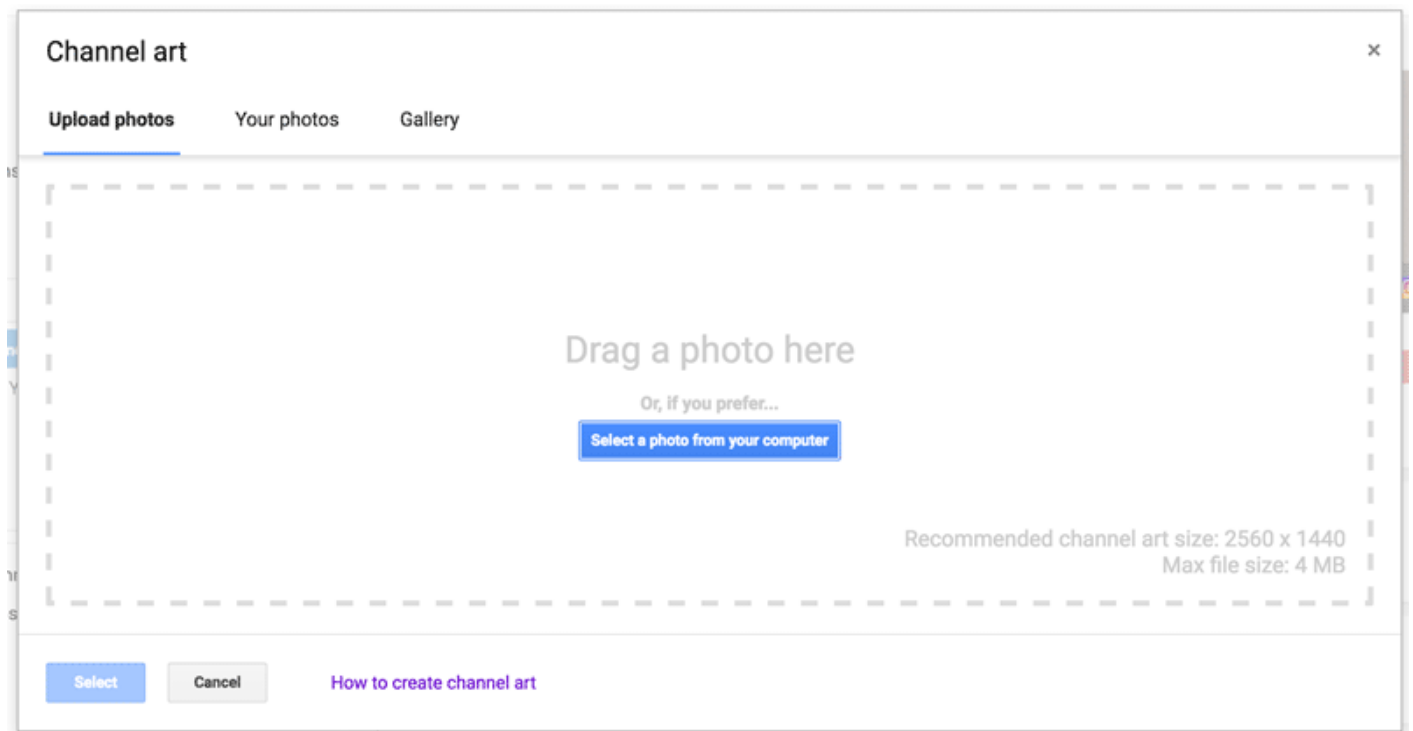 Channel art
×
Upload photos Your photos Gallery
Drag a photo here
Or, if you prefer...
Select a photo from your computer
Recommended channel art size: 2560 x 1440
Max file size: 4 MB
Select Cancel How to create channel art